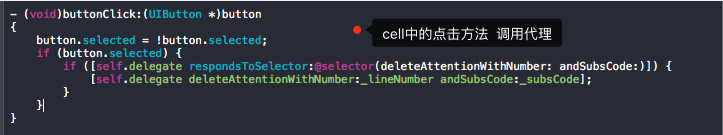 - (void)buttonClick:(UIButton *)button
{
    button.selected = !button.selected;
    cell中的点击方法 调用代理
    if (button.selected) {
        if ([self.delegate respondsToSelector:@selector(deleteAttentionWithNumber: andSubsCode:)]) {
            [self.delegate deleteAttentionWithNumber:_lineNumber andSubsCode:_subsCode];
        }
    }
}